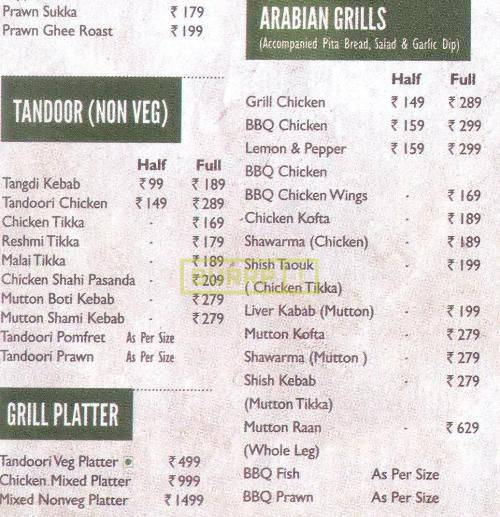 Prawn Sukka ₹ 179
Prawn Ghee Roast ₹ 199
TANDOOR (NON VEG)
Half Full
Tangdi Kebab ₹ 99 ₹ 189
Tandoori Chicken ₹ 149 ₹ 289
Chicken Tikka - ₹ 169
Reshmi Tikka - ₹ 179
Malai Tikka - ₹ 189
Chicken Shahi Pasanda - ₹ 209
Mutton Boti Kebab - ₹ 279
Mutton Shami Kebab - ₹ 279
Tandoori Pomfret As Per Size
Tandoori Prawn As Per Size
GRILL PLATTER
Tandoori Veg Platter ₹ 499
Chicken Mixed Platter ₹ 999
Mixed Nonveg Platter ₹ 1499
ARABIAN GRILLS
(Accompanied Pita Bread, Salad & Garlic Dip)
Half Full
Grill Chicken ₹ 149 ₹ 289
BBQ Chicken ₹ 159 ₹ 299
Lemon & Pepper ₹ 159 ₹ 299
BBQ Chicken
BBQ Chicken Wings - ₹ 169
Chicken Kofta - ₹ 189
Shawarma (Chicken) - ₹ 189
Shish Taouk - ₹ 199
( Chicken Tikka)
Liver Kabab (Mutton) - ₹ 199
Mutton Kofta - ₹ 279
Shawarma (Mutton ) - ₹ 279
Shish Kebab - ₹ 279
(Mutton Tikka)
Mutton Raan - ₹ 629
(Whole Leg)
BBQ Fish As Per Size
BBQ Prawn As Per Size